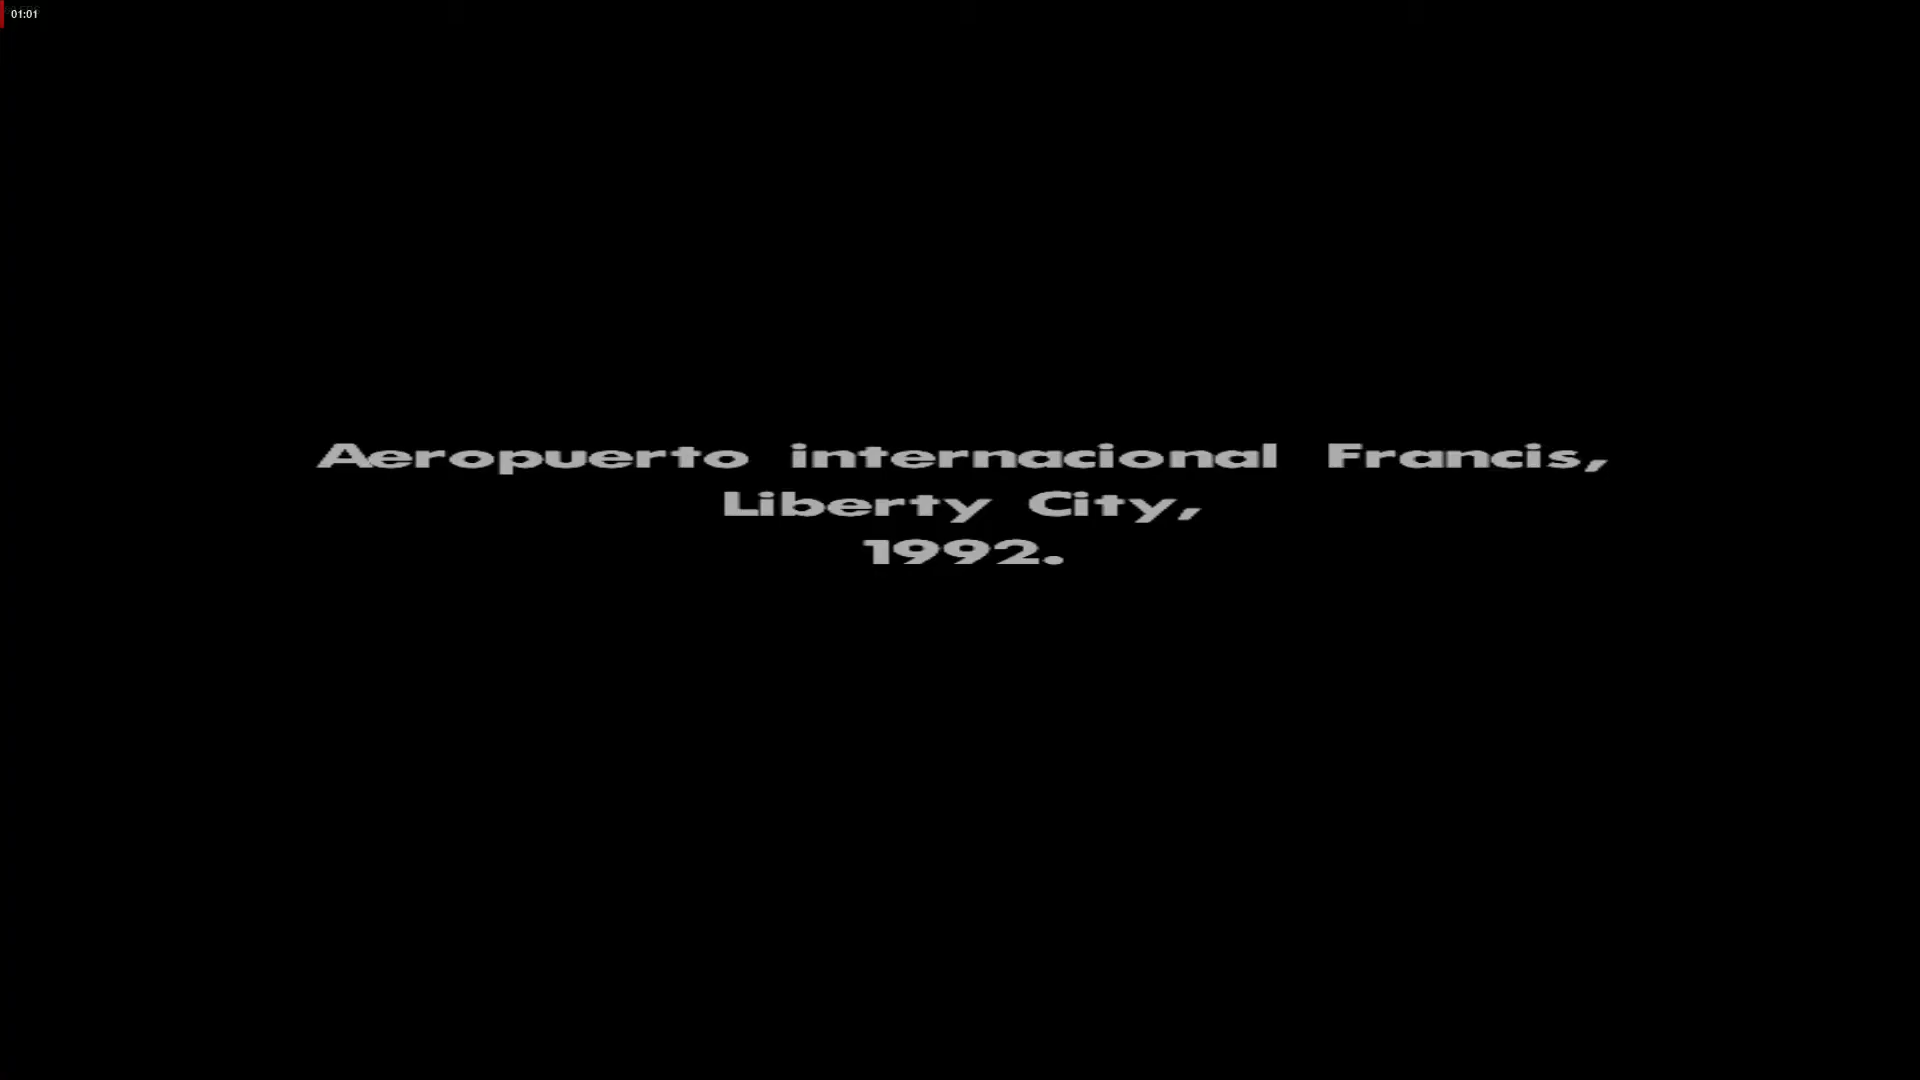 01:01
Aeropuerto internacional Francis,
Liberty City,
1992.